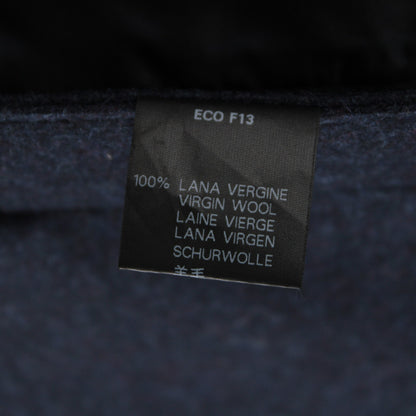 ECO F13
100% LANA VERGINE
VIRGIN WOOL
LAINE VIERGE
LANA VIRGEN
SCHURWOLLE
羊毛